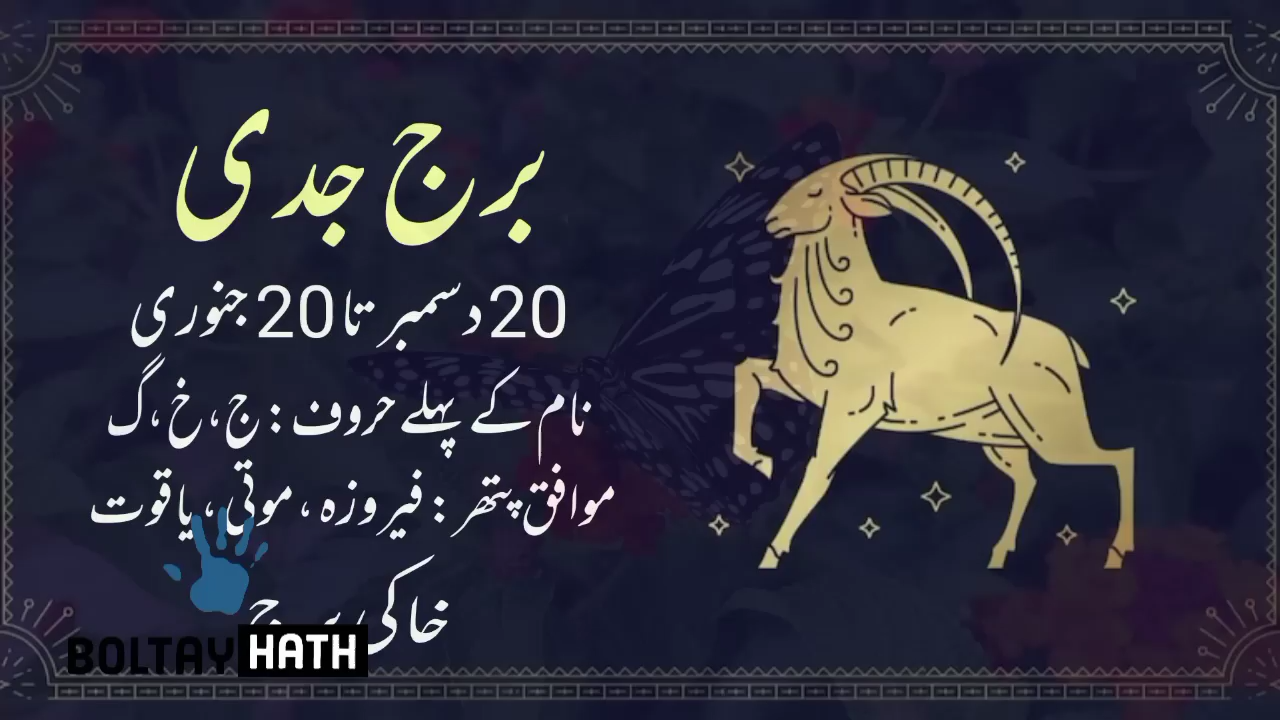 برج جدی
20 دسمبر تا 20 جنوری
نام کے پہلے حروف : ج، خ، گ
موافق پتھر : فیروزہ ، موتی ، یاقوت
خاکی
BOLTAY HATH